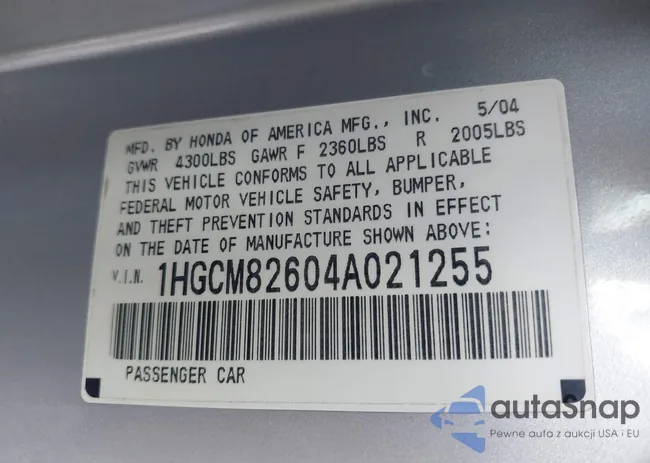 MFD. BY HONDA OF AMERICA MFG., INC. 5/04
GVWR 4300LBS GAWR F 2360LBS R 2005LBS
THIS VEHICLE CONFORMS TO ALL APPLICABLE
FEDERAL MOTOR VEHICLE SAFETY, BUMPER,
AND THEFT PREVENTION STANDARDS IN EFFECT
ON THE DATE OF MANUFACTURE SHOWN ABOVE:
V.I.N. 1HGCM82604A021255
PASSENGER CAR
autaSnap
Pewne auta z aukcji USA i EU